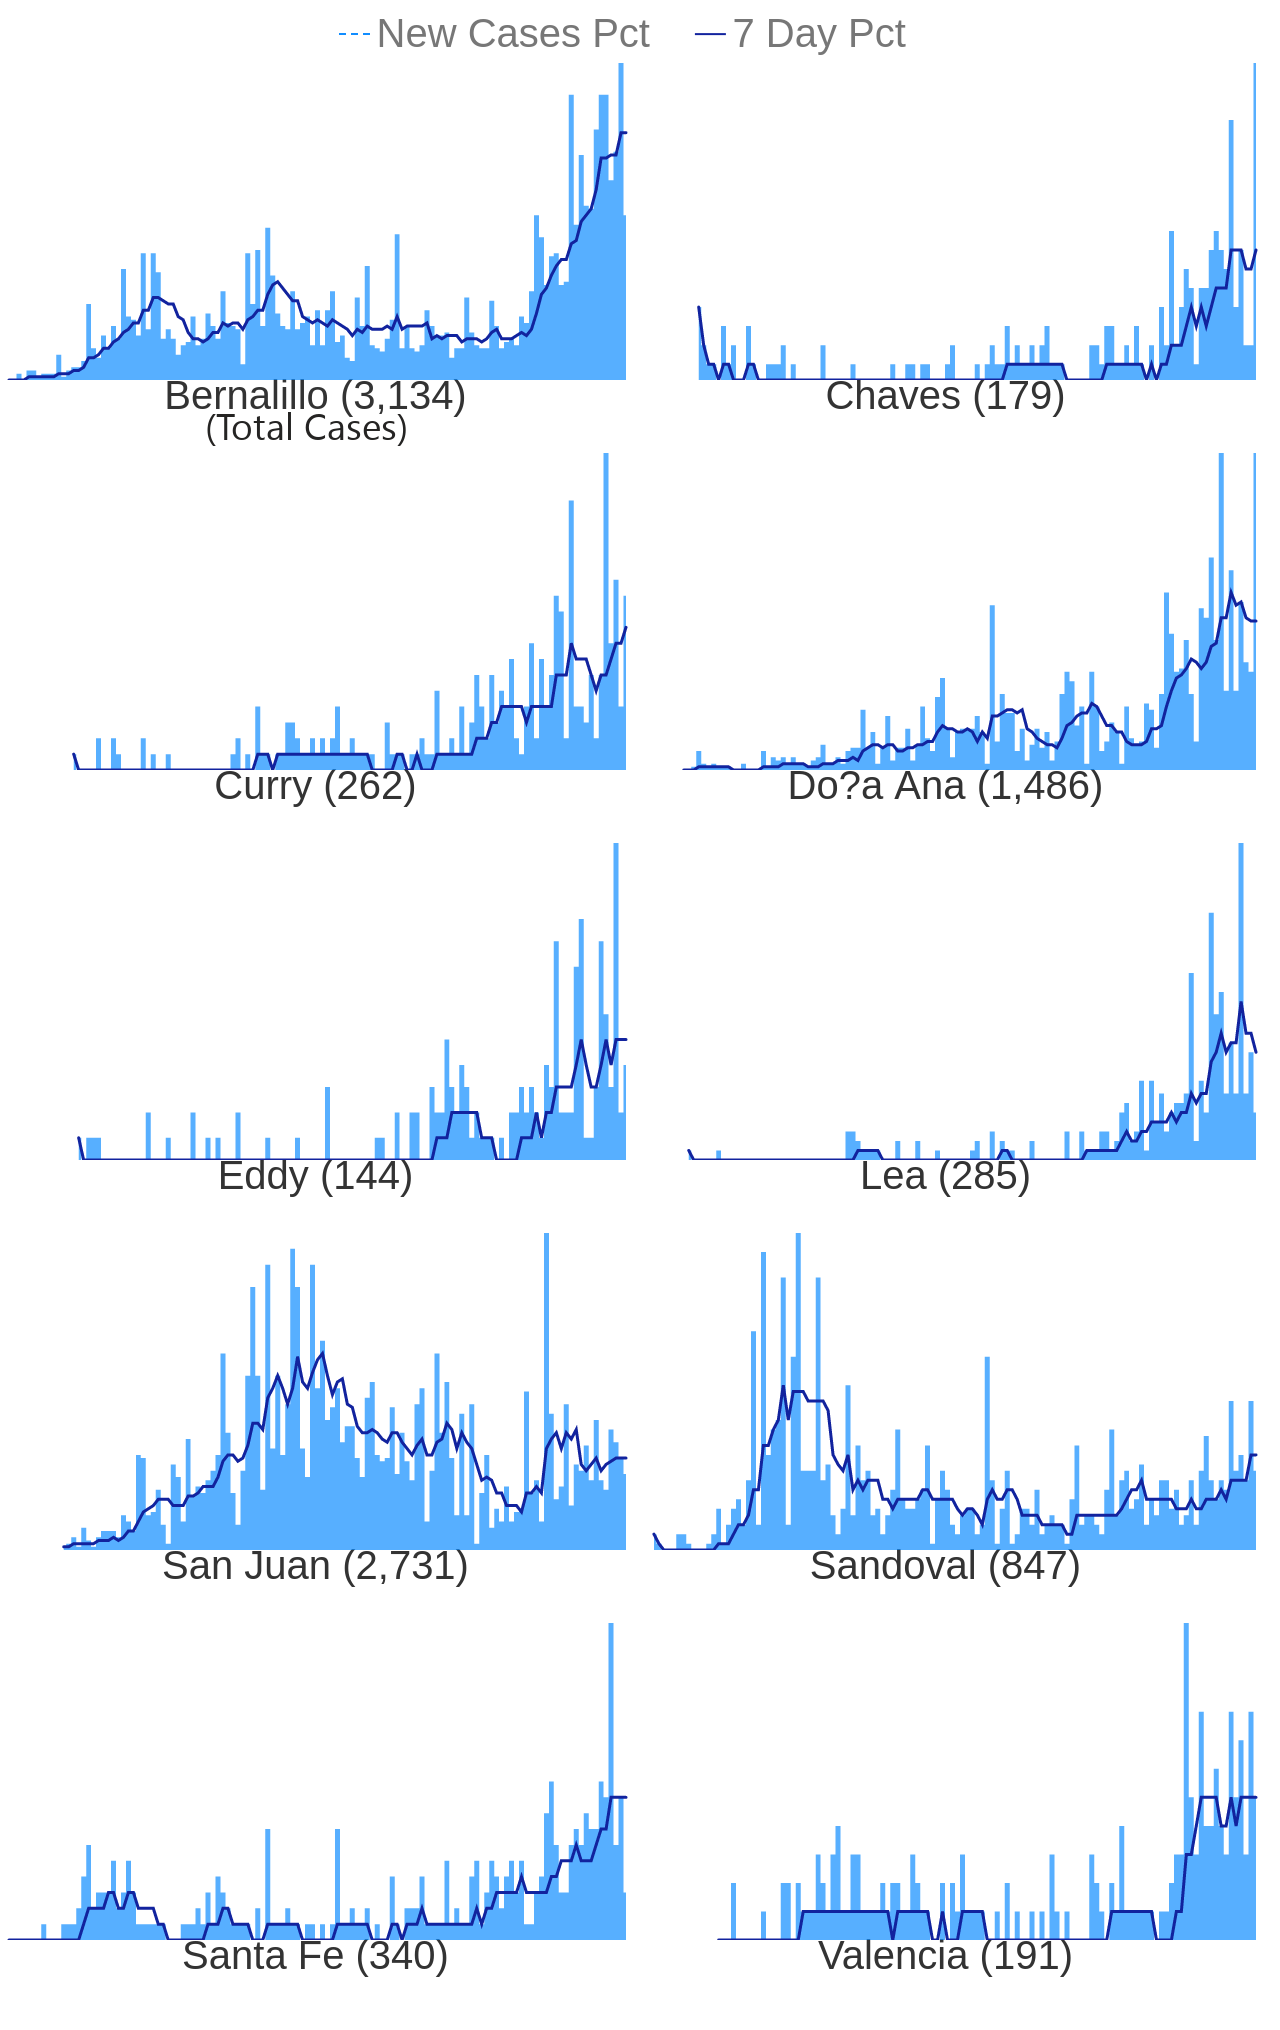 New Cases Pct 7 Day Pct
Bernalillo (3,134) Chaves (179)
(Total Cases)
Curry (262) Do?a Ana (1,486)
Eddy (144) Lea (285)
San Juan (2,731) Sandoval (847)
Santa Fe (340) Valencia (191)